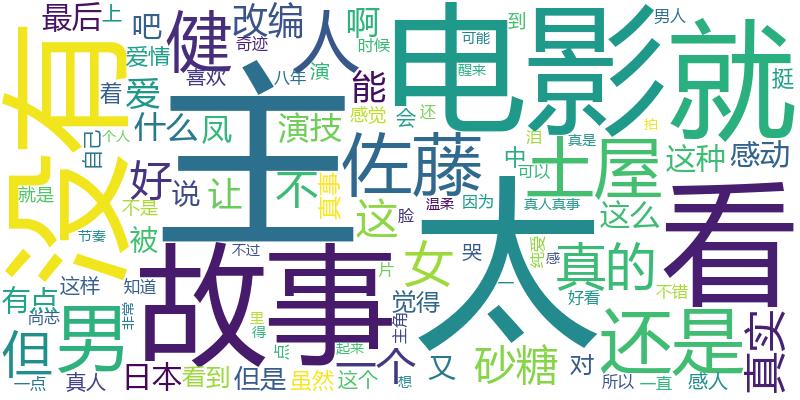 没有
主
电影
就
故事
太
看
健
人
佐藤
土屋
还是
男
女
真的
但
一个
砂糖
真实
这
不
好
爱
能
最后
上
吧
改编
啊
到
男人
奇迹
时候
可能
爱情
喜欢
八年
演
醒来
挺
着
感觉
会
还
拍
什么
凤
演技
泪
真是
个人
自己
说
让
真事
中
可以
这种
感动
就是
不是
被
脸
温柔
因为
真人真事
这么
节奏
不过
哭
纯爱
感
这样
知道
片
觉得
一
好看
不错
有点
尚志
非常
里
得
点
起来
主角
又
对
一点
真人
日本
看到
但是
虽然
这个
想
所以
一直
感人